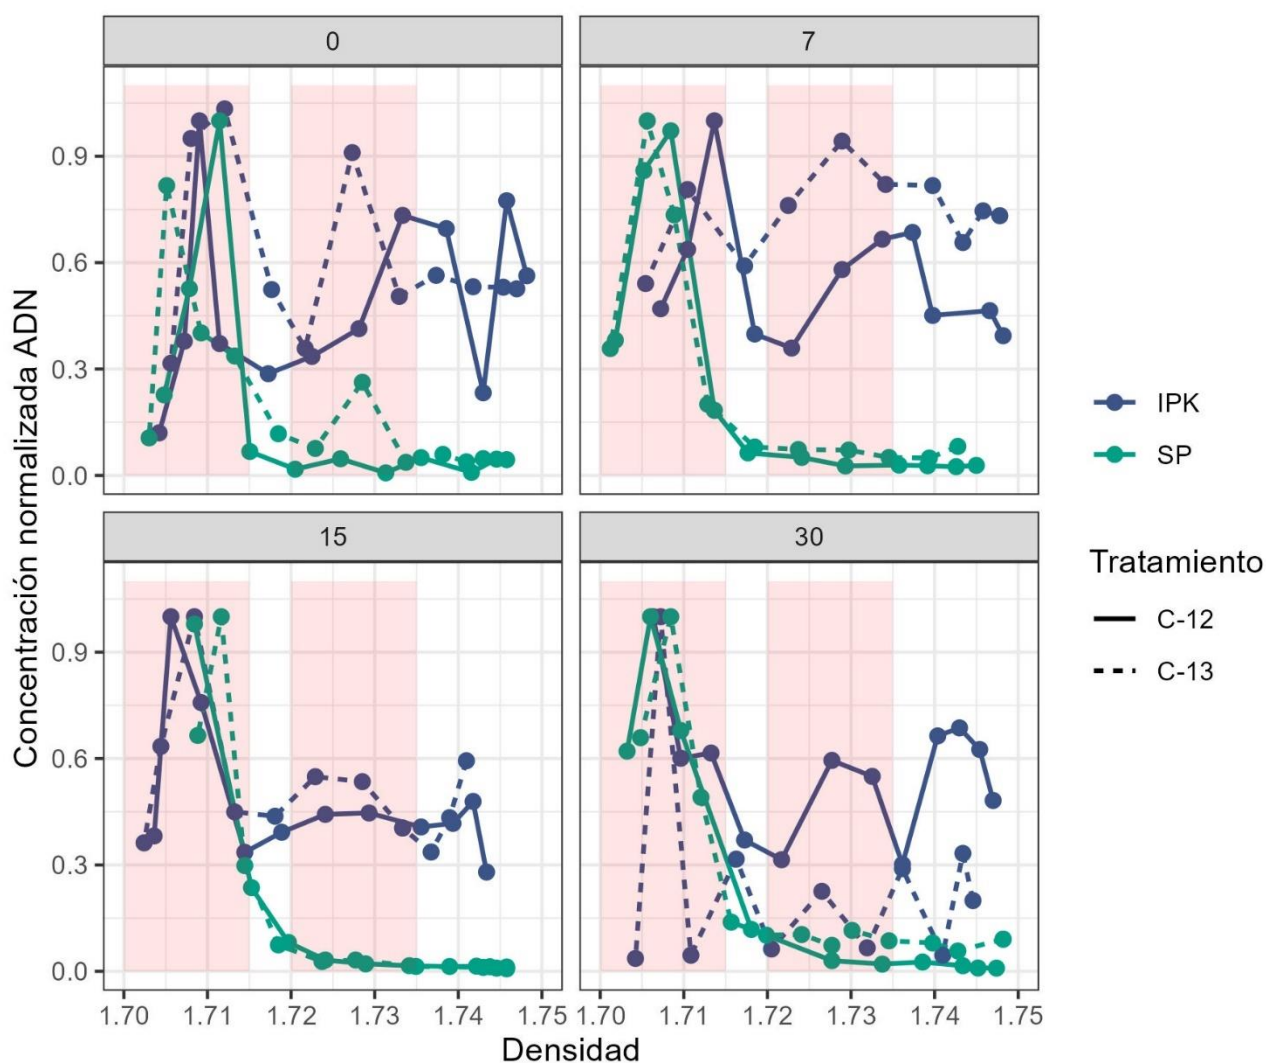 0
7
0.9
0.6
0.3
0.0
15
30
0.9
0.6
0.3
0.0
1.70 1.71 1.72 1.73 1.74 1.75
1.70 1.71 1.72 1.73 1.74 1.75
Densidad
Concentración normalizada ADN
IPK
SP
Tratamiento
C-12
C-13